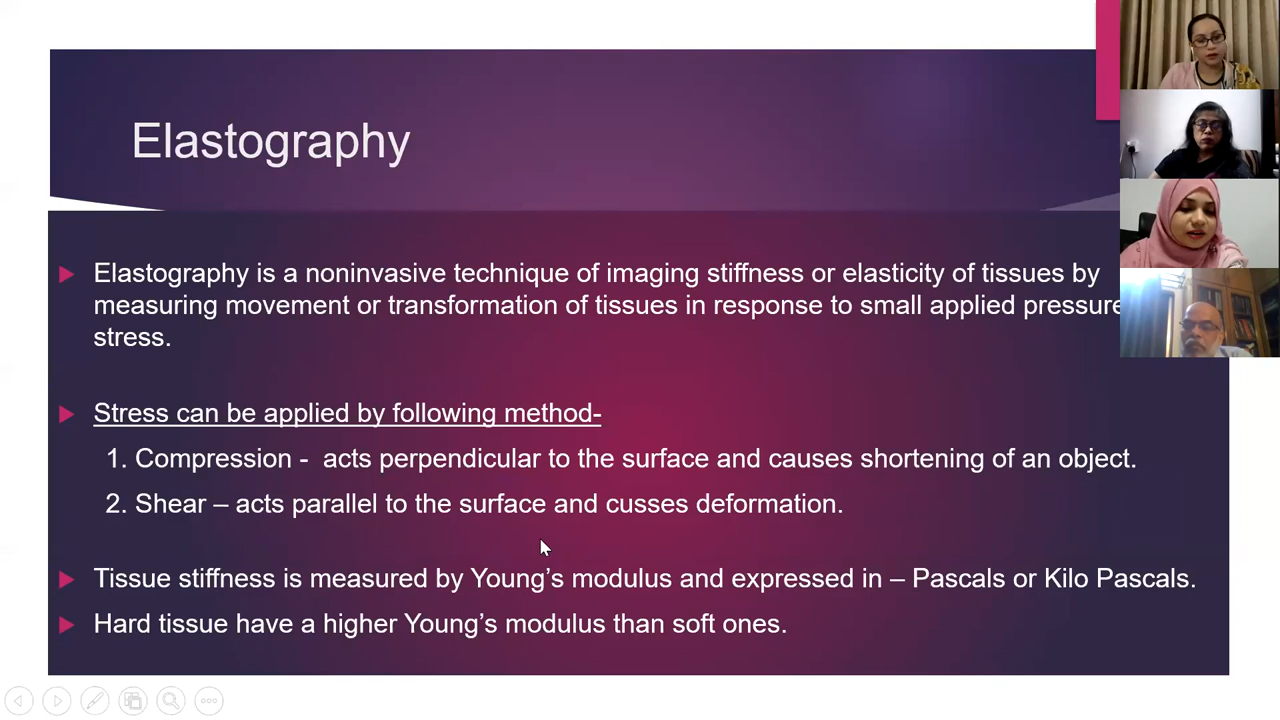 Elastography
Elastography is a noninvasive technique of imaging stiffness or elasticity of tissues by
measuring movement or transformation of tissues in response to small applied pressure
stress.
Stress can be applied by following method-
1. Compression - acts perpendicular to the surface and causes shortening of an object.
2. Shear – acts parallel to the surface and cusses deformation.
Tissue stiffness is measured by Young’s modulus and expressed in – Pascals or Kilo Pascals.
Hard tissue have a higher Young’s modulus than soft ones.